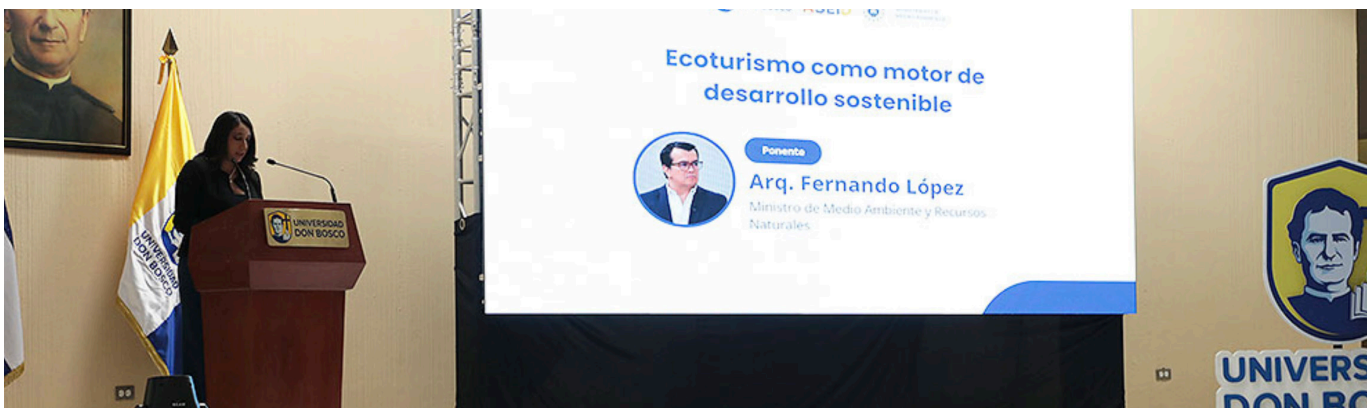 Ecoturismo como motor de
desarrollo sostenible
Ponente
Arq. Fernando López
Ministro de Medio Ambiente y Recursos
Naturales
UNIVERSIDAD
DON BOSCO
UNIVERSIDAD
DON BOSCO
UNIVERS
DON BO